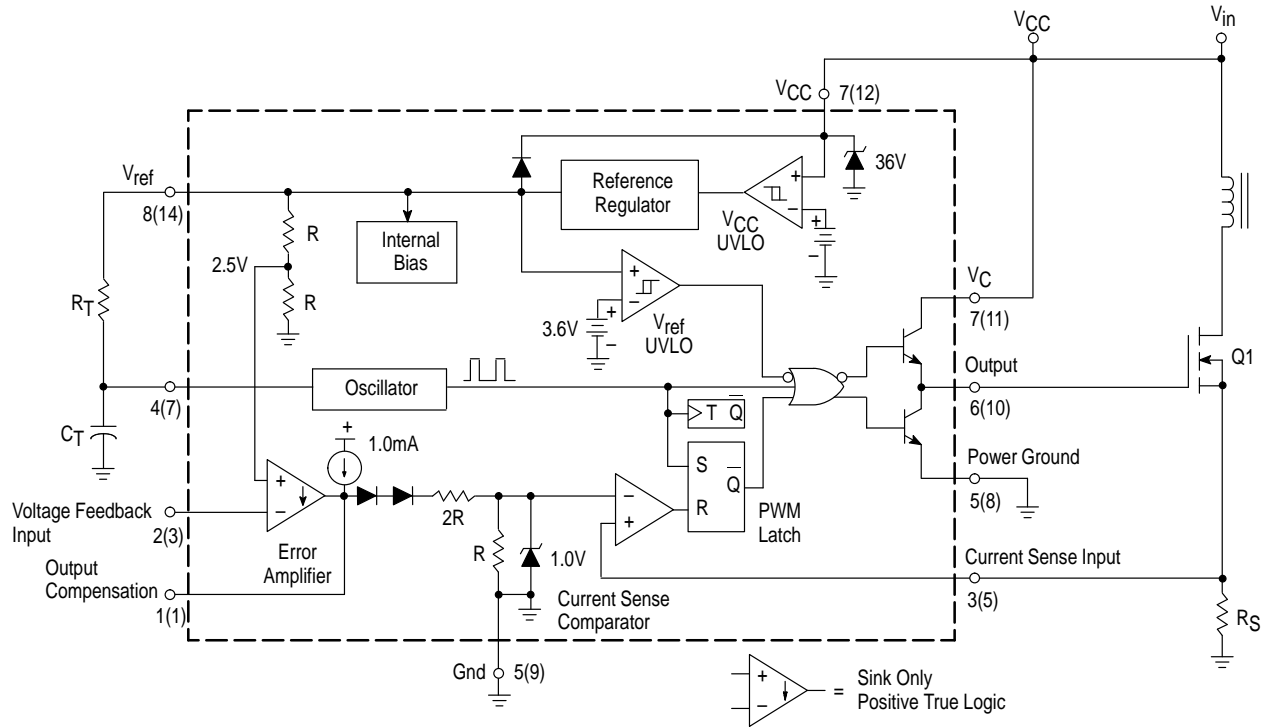 VCC
Vin
VCC 7(12)
Vref
8(14)
Reference
Regulator
36V
+
−
+
−
VCC
UVLO
R
Internal
Bias
2.5V
R
RT
+
−
+
−
3.6V
Vref
UVLO
VC
7(11)
Q1
Output
6(10)
Oscillator
4(7)
T Q
CT
+
1.0mA
S
Q
R
Power Ground
5(8)
+
−
Voltage Feedback
Input
2(3)
2R
−
+
PWM
Latch
Error
Amplifier
R
1.0V
Output
Compensation
1(1)
Current Sense
Comparator
Current Sense Input
3(5)
RS
Gnd 5(9)
+
−
= Sink Only
Positive True Logic